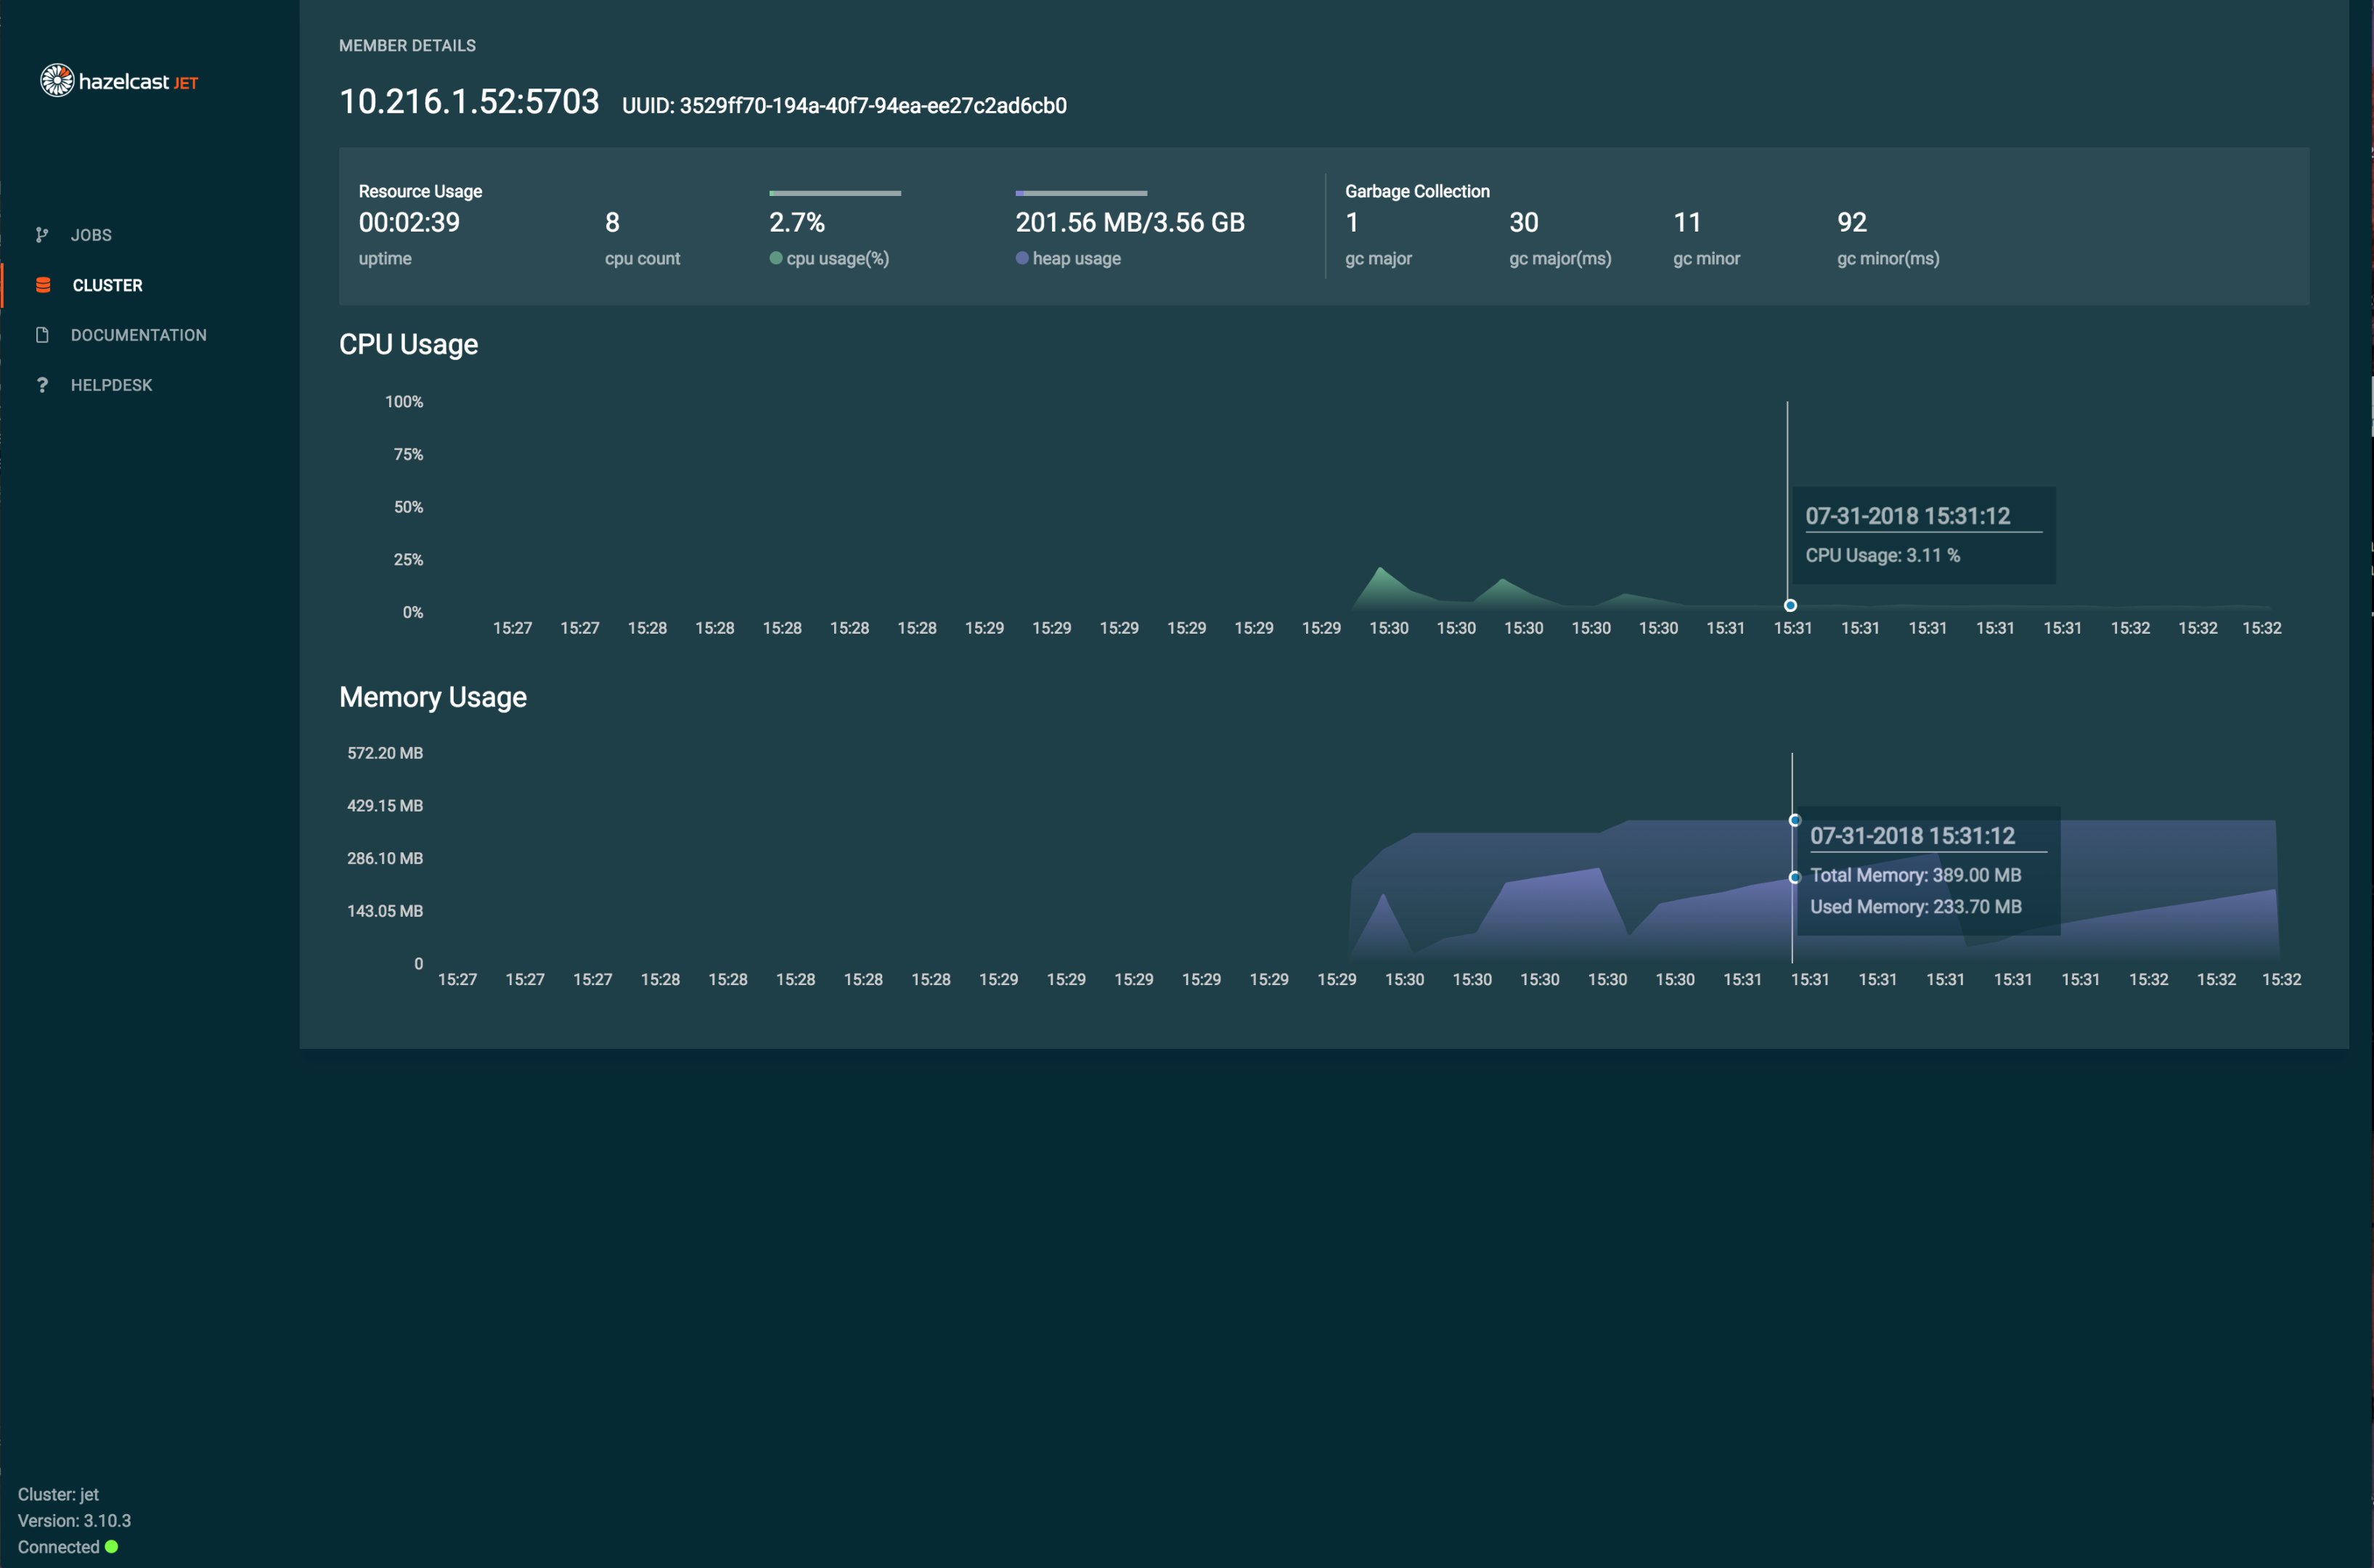 hazelcast JET
JOBS
CLUSTER
DOCUMENTATION
? HELPDESK
MEMBER DETAILS
10.216.1.52:5703 UUID: 3529ff70-194a-40f7-94ea-ee27c2ad6cb0
Resource Usage Garbage Collection
00:02:39 8 2.7% 201.56 MB/3.56 GB 1 30 11 92
uptime cpu count cpu usage(%) heap usage gc major gc major(ms) gc minor gc minor(ms)
CPU Usage
100%
75%
50%
07-31-2018 15:31:12
CPU Usage: 3.11 %
25%
0%
15:27 15:27 15:28 15:28 15:28 15:28 15:28 15:29 15:29 15:29 15:29 15:29 15:29 15:30 15:30 15:30 15:30 15:30 15:31 15:31 15:31 15:31 15:31 15:31 15:32 15:32 15:32
Memory Usage
572.20 MB
429.15 MB
07-31-2018 15:31:12
286.10 MB
Total Memory: 389.00 MB
Used Memory: 233.70 MB
143.05 MB
0
15:27 15:27 15:27 15:28 15:28 15:28 15:28 15:28 15:29 15:29 15:29 15:29 15:29 15:29 15:30 15:30 15:30 15:30 15:30 15:31 15:31 15:31 15:31 15:31 15:31 15:32 15:32 15:32
Cluster: jet
Version: 3.10.3
Connected